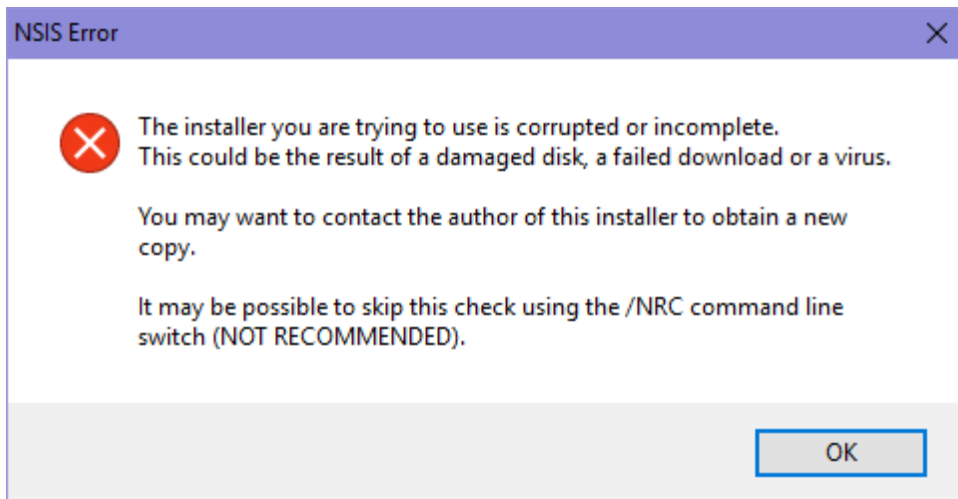 NSIS Error
The installer you are trying to use is corrupted or incomplete.
This could be the result of a damaged disk, a failed download or a virus.
You may want to contact the author of this installer to obtain a new
copy.
It may be possible to skip this check using the /NRC command line
switch (NOT RECOMMENDED).
OK